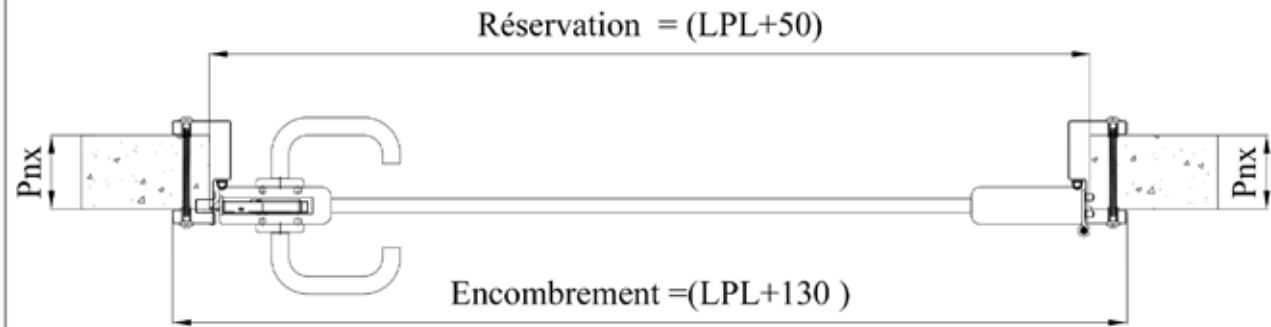 Réservation = (LPL+50)
Pnx
Pnx
Encombrement =(LPL+130 )